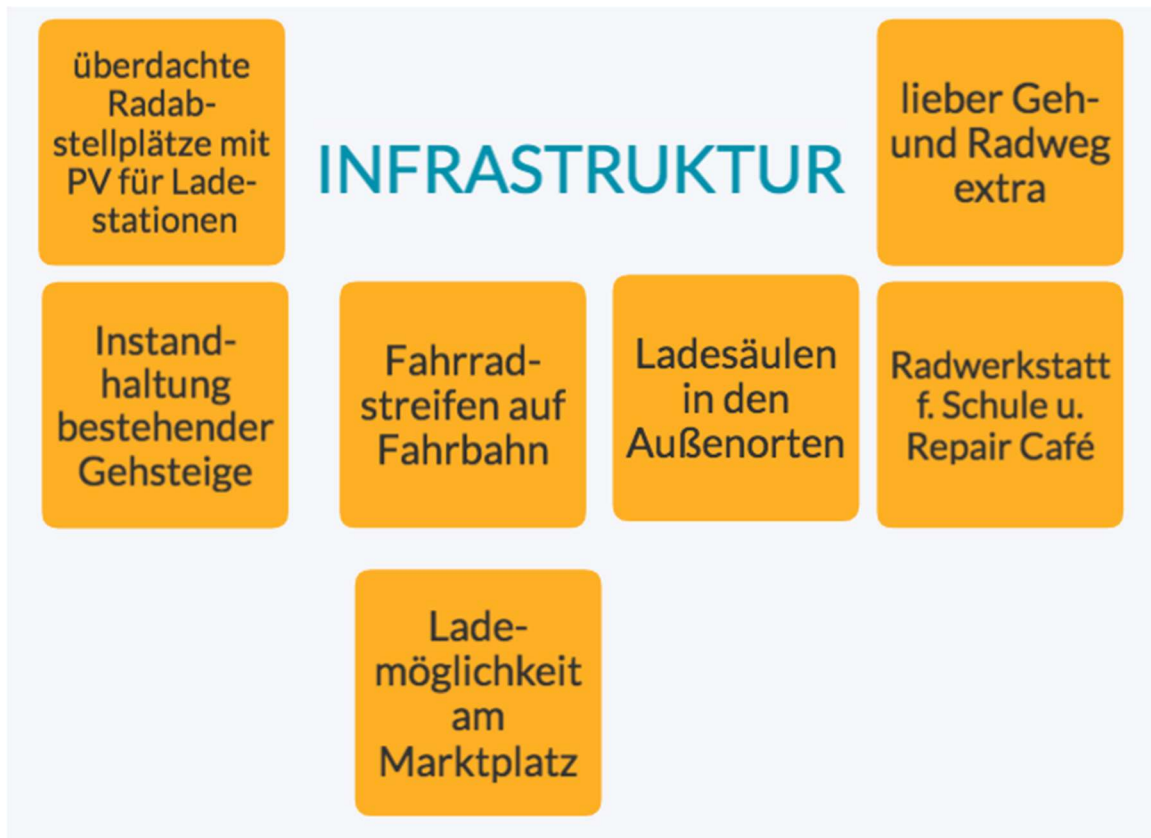 überdachte
Radab-
stellplätze mit
PV für Lade-
stationen
INFRASTRUKTUR
lieber Geh-
und Radweg
extra
Instand-
haltung
bestehender
Gehsteige
Fahrrad-
streifen auf
Fahrbahn
Ladesäulen
in den
Außenorten
Radwerkstatt
f. Schule u.
Repair Café
Lade-
möglichkeit
am
Marktplatz